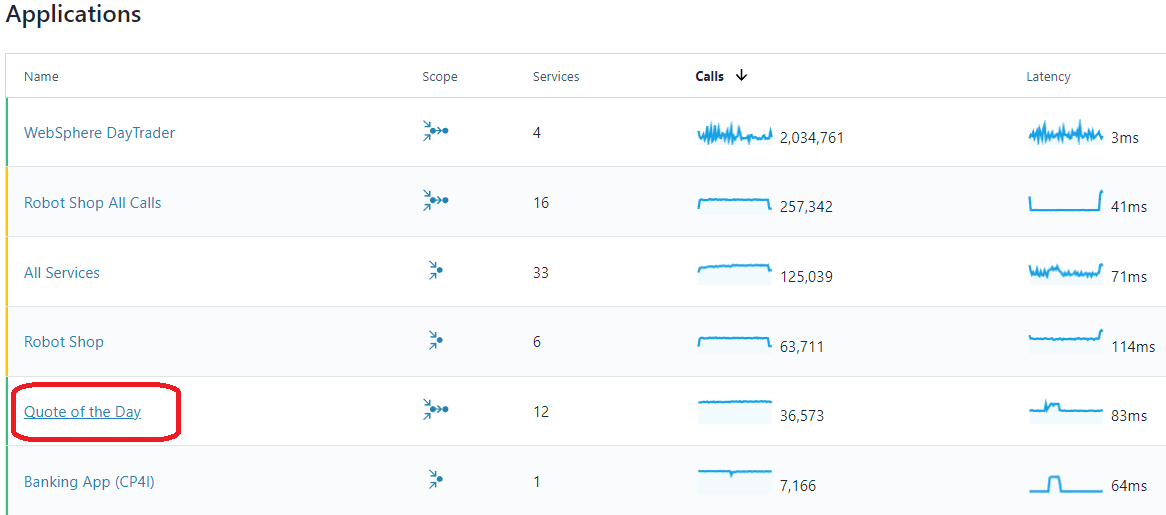 Applications
Name Scope Services Calls Latency
WebSphere DayTrader 4 2,034,761 3ms
Robot Shop All Calls 16 257,342 41ms
All Services 33 125,039 71ms
Robot Shop 6 63,711 114ms
Quote of the Day 12 36,573 83ms
Banking App (CP4I) 1 7,166 64ms